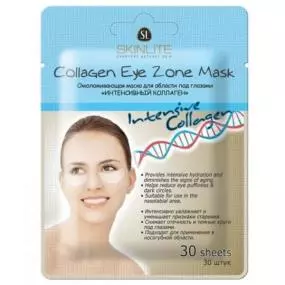 SL
SKINLITE
Collagen Eye Zone Mask
Омолаживающая маска для области под глазами
«ИНТЕНСИВНЫЙ КОЛЛАГЕН»
Intensive
Collagen
• Provides intensive hydration and
diminishes the signs of aging.
• Helps reduce eye puffiness &
dark circles.
• Suitable for use in the
nasolabial area.
• Интенсивно увлажняет и
уменьшает признаки старения.
• Снимает отечность и темные круги
под глазами.
• Подходит для применения в
носогубной области.
30 sheets
30 штук